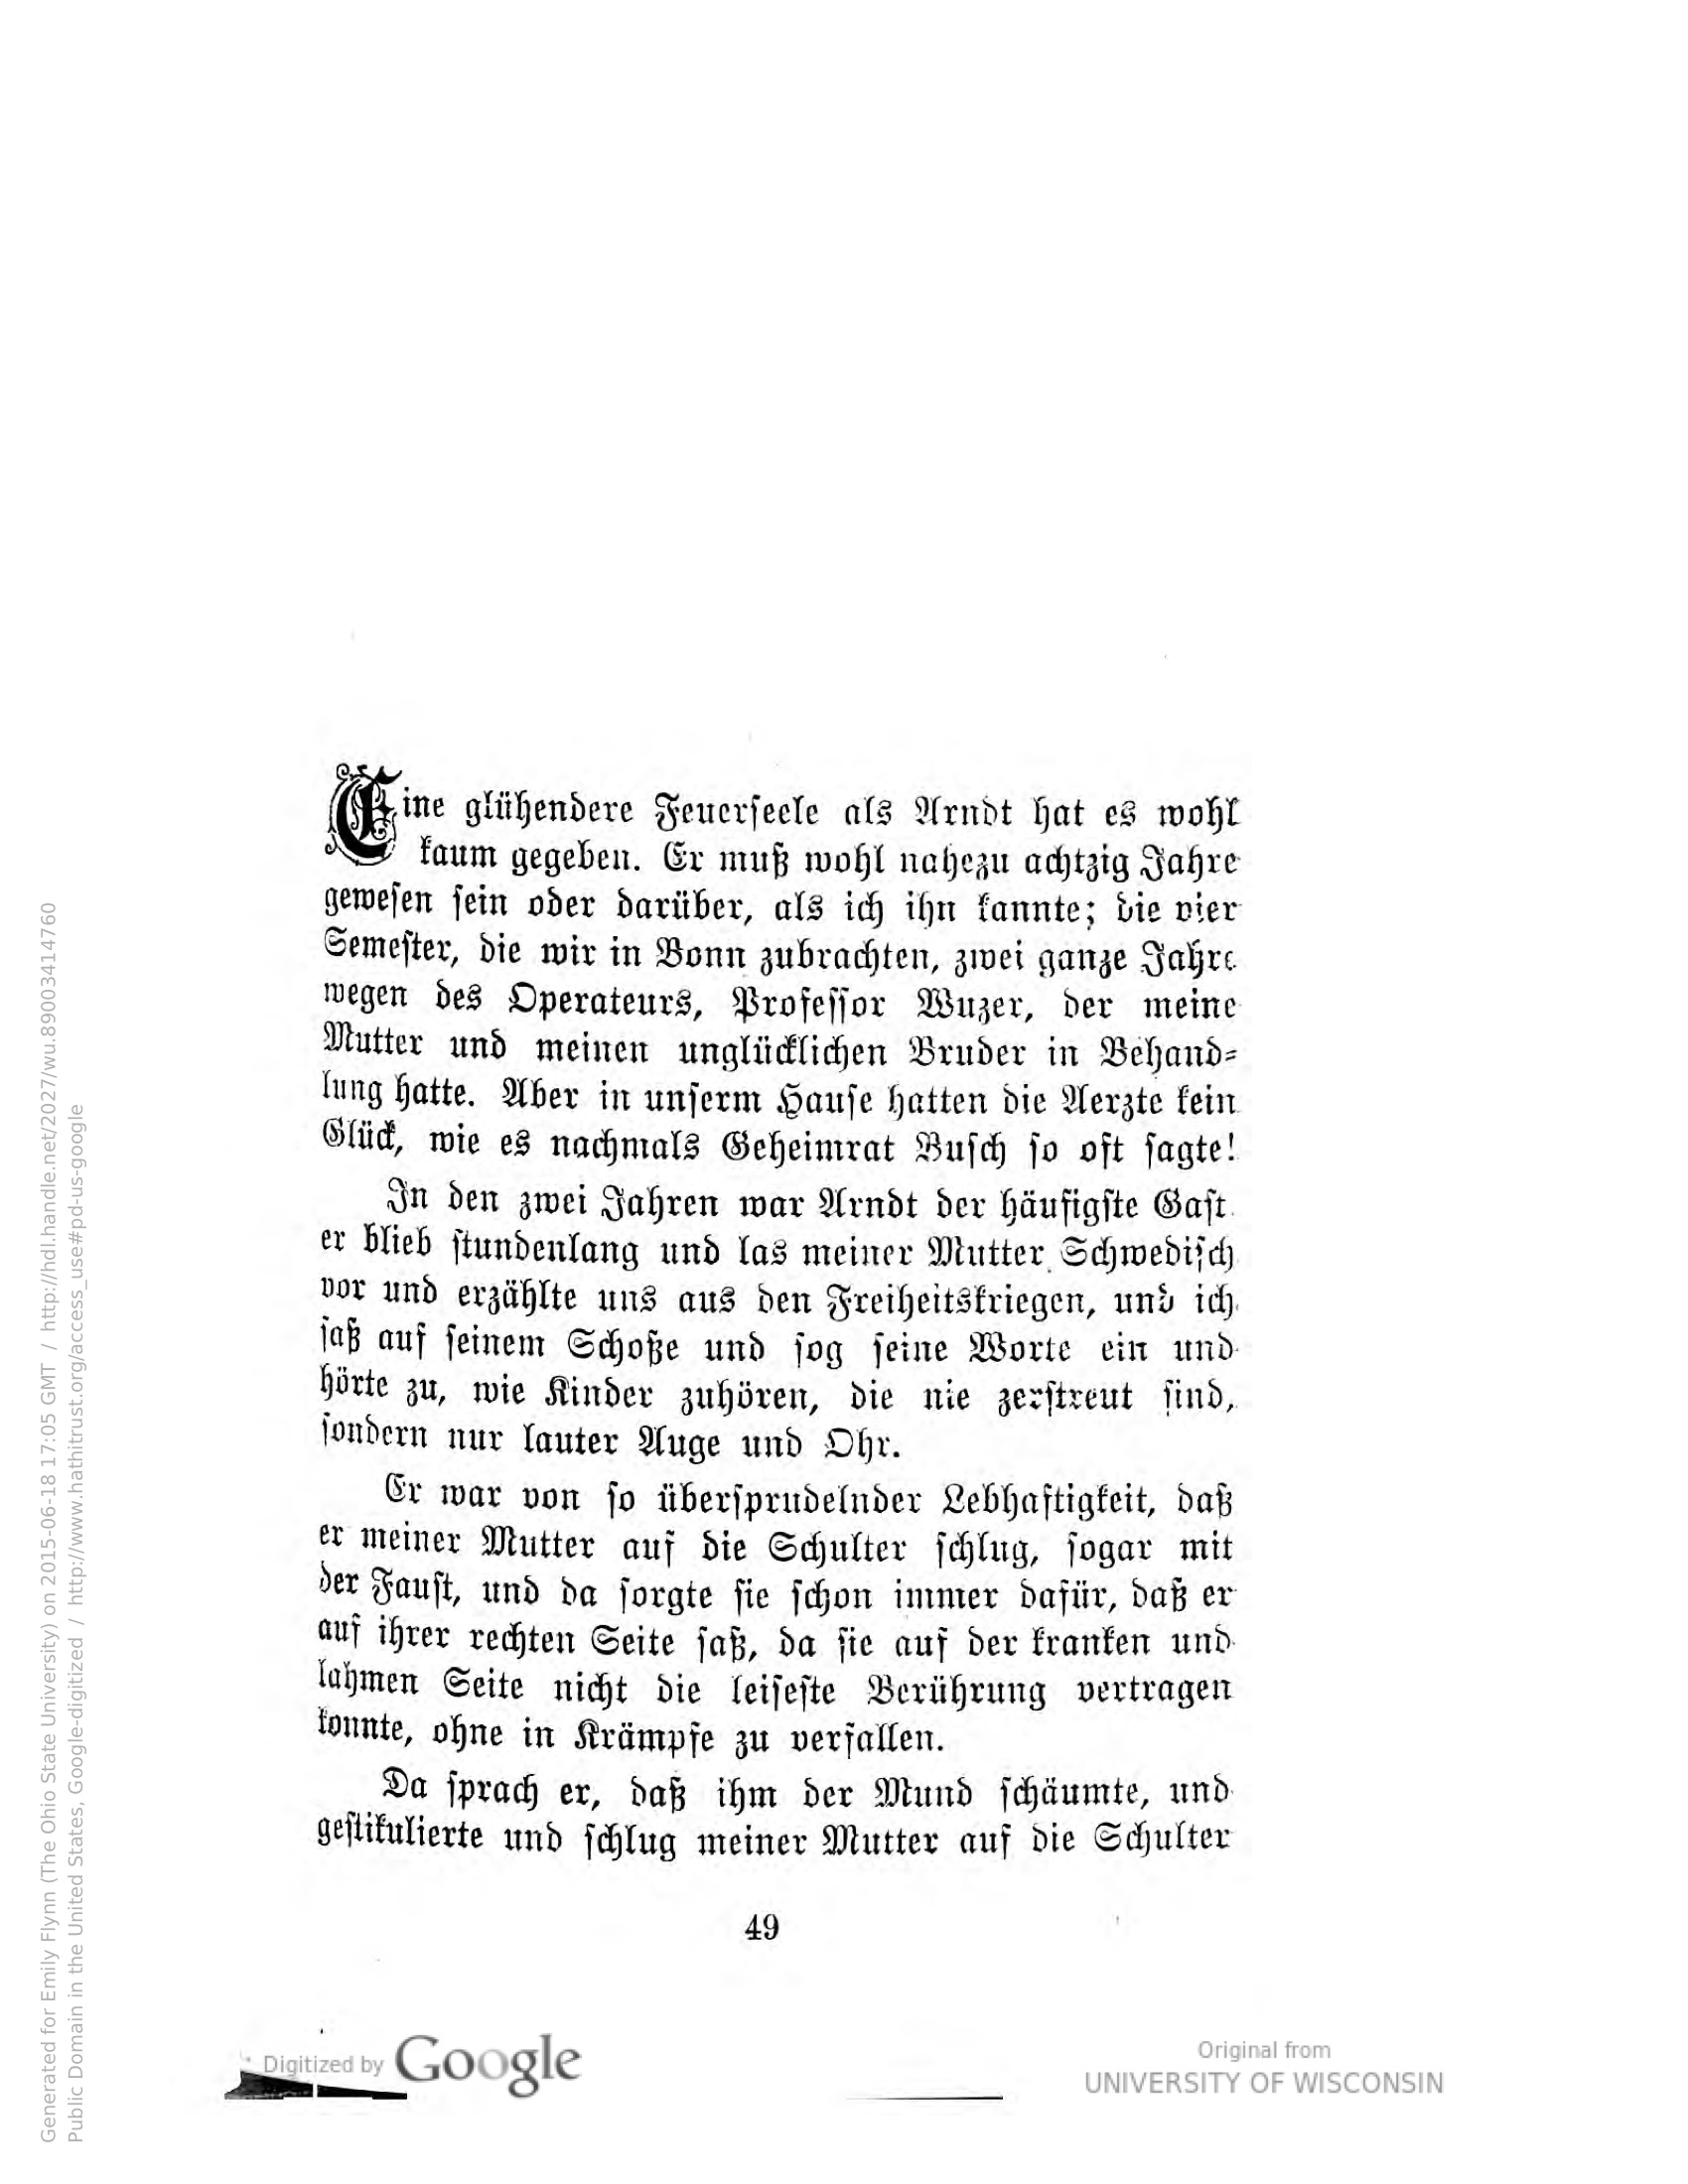 Eine glühendere Feuerseele als Arndt hat es wohl
kaum gegeben. Er muß wohl nahezu achtzig Jahre
gewesen sein oder darüber, als ich ihn kannte; die vier
Semester, die wir in Bonn zubrachten, zwei ganze Jahre
wegen des Operateurs, Professor Wuzer, der meine
Mutter und meinen unglücklichen Bruder in Behand-
lung hatte. Aber in unserm Hause hatten die Aerzte kein
Glück, wie es nachmals Geheimrat Busch so oft sagte!
In den zwei Jahren war Arndt der häufigste Gast
er blieb stundenlang und las meiner Mutter Schwedisch
vor und erzählte uns aus den Freiheitskriegen, und ich
saß auf seinem Schoße und sog seine Worte ein und
hörte zu, wie Kinder zuhören, die nie zerstreut sind,
sondern nur lauter Auge und Ohr.
Er war von so übersprudelnder Lebhaftigkeit, daß
er meiner Mutter auf die Schulter schlug, sogar mit
der Faust, und da sorgte sie schon immer dafür, daß er
auf ihrer rechten Seite saß, da sie auf der kranken und
lahmen Seite nicht die leiseste Berührung vertragen
konnte, ohne in Krämpfe zu verfallen.
Da sprach er, daß ihm der Mund schäumte, und
gestikulierte und schlug meiner Mutter auf die Schulter
49
Digitized by Google
Original from
UNIVERSITY OF WISCONSIN
Generated for Emily Flynn (The Ohio State University) on 2015-06-18 17:05 GMT / http://hdl.handle.net/2027/wu.89003414760
Public Domain in the United States, Google-digitized / http://www.hathitrust.org/access_use#pd-us-google